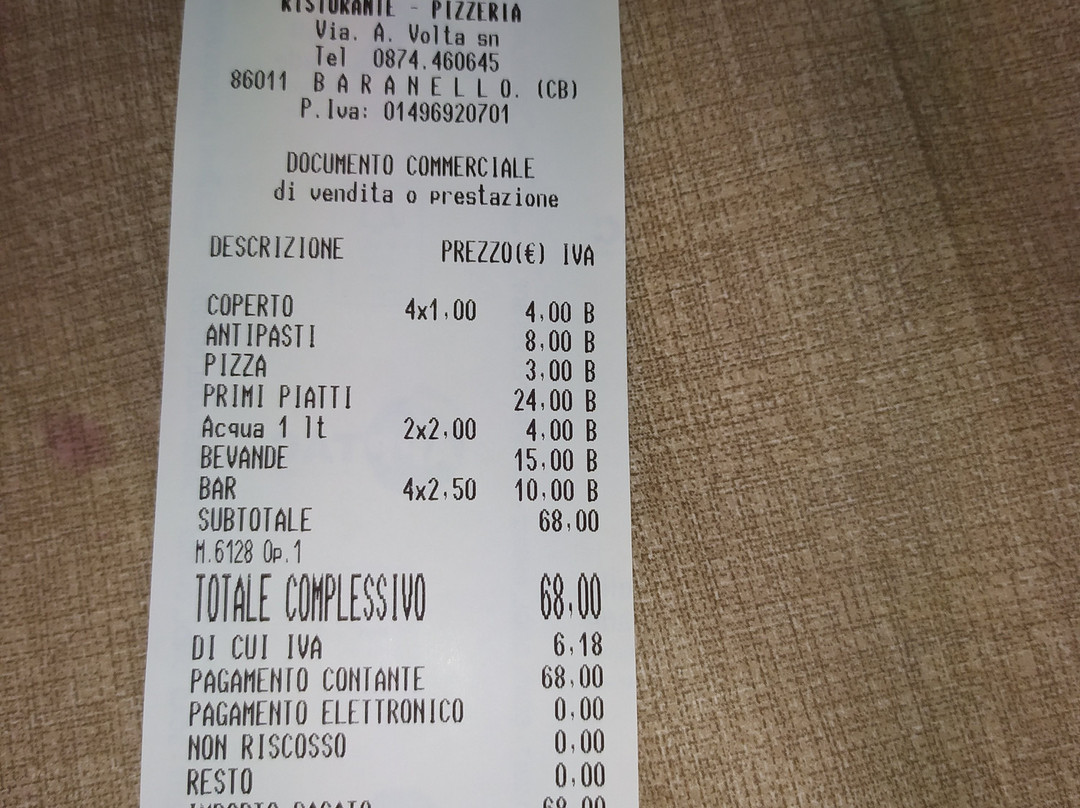 RISTORANTE - PIZZERIA
Via. A. Volta sn
Tel 0874.460645
86011 B A R A N E L L O. (CB)
P.Iva: 01496920701
DOCUMENTO COMMERCIALE
di vendita o prestazione
DESCRIZIONE PREZZO(€) IVA
COPERTO 4x1,00 4,00 B
ANTIPASTI 8,00 B
PIZZA 3,00 B
PRIMI PIATTI 24,00 B
Acqua 1 lt 2x2,00 4,00 B
BEVANDE 15,00 B
BAR 4x2,50 10,00 B
SUBTOTALE 68,00
M.6128 Op.1
TOTALE COMPLESSIVO 68,00
DI CUI IVA 6,18
PAGAMENTO CONTANTE 68,00
PAGAMENTO ELETTRONICO 0,00
NON RISCOSSO 0,00
RESTO 0,00
IMPORTO PAGATO 68,00